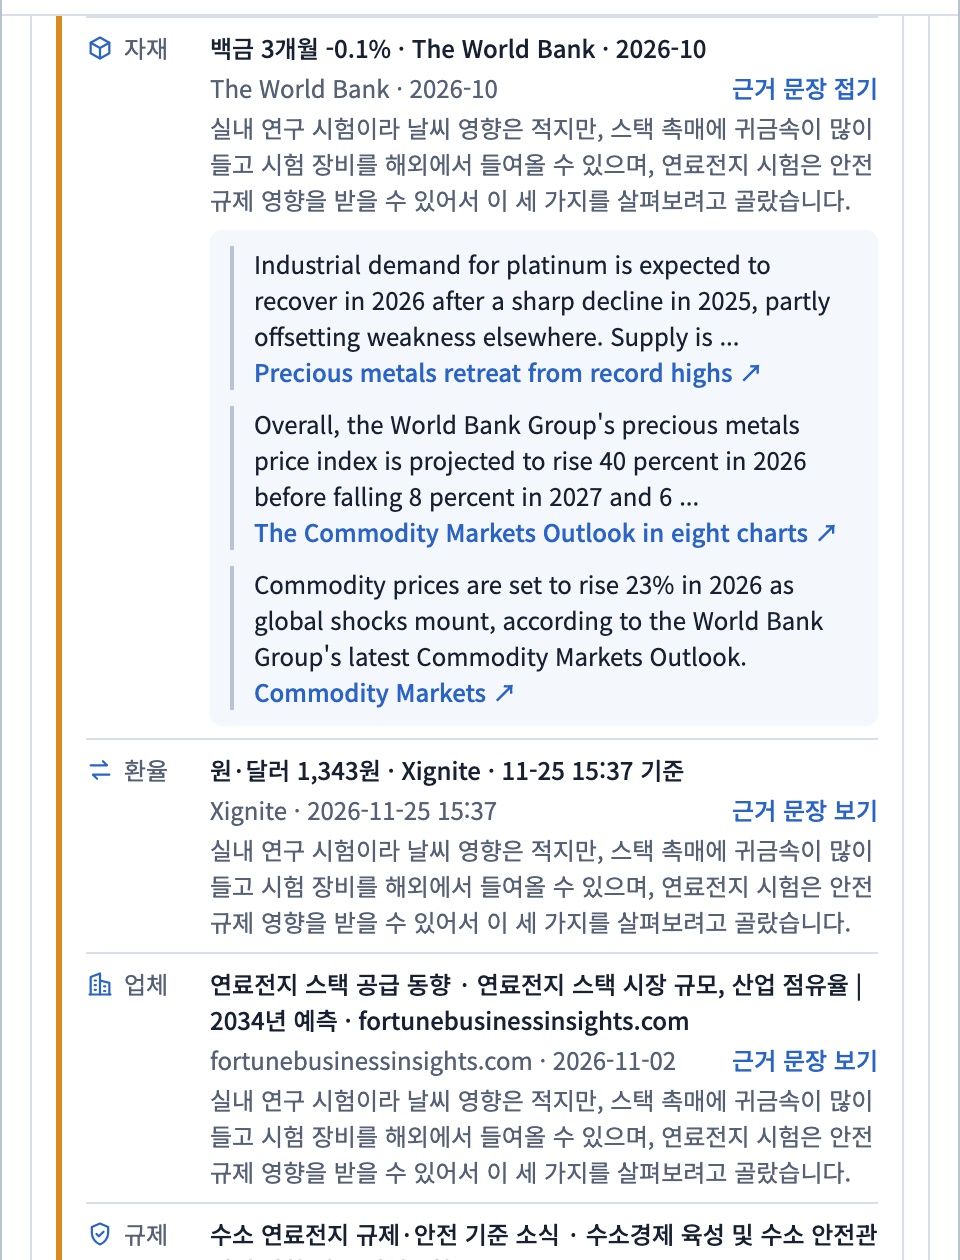 자재
백금 3개월 -0.1% · The World Bank · 2026-10
The World Bank · 2026-10 근거 문장 접기
실내 연구 시험이라 날씨 영향은 적지만, 스택 촉매에 귀금속이 많이
들고 시험 장비를 해외에서 들여올 수 있으며, 연료전지 시험은 안전
규제 영향을 받을 수 있어서 이 세 가지를 살펴보려고 골랐습니다.
Industrial demand for platinum is expected to
recover in 2026 after a sharp decline in 2025, partly
offsetting weakness elsewhere. Supply is ...
Precious metals retreat from record highs ↗
Overall, the World Bank Group's precious metals
price index is projected to rise 40 percent in 2026
before falling 8 percent in 2027 and 6 ...
The Commodity Markets Outlook in eight charts ↗
Commodity prices are set to rise 23% in 2026 as
global shocks mount, according to the World Bank
Group's latest Commodity Markets Outlook.
Commodity Markets ↗
환율
원·달러 1,343원 · Xignite · 11-25 15:37 기준
Xignite · 2026-11-25 15:37 근거 문장 보기
실내 연구 시험이라 날씨 영향은 적지만, 스택 촉매에 귀금속이 많이
들고 시험 장비를 해외에서 들여올 수 있으며, 연료전지 시험은 안전
규제 영향을 받을 수 있어서 이 세 가지를 살펴보려고 골랐습니다.
업체
연료전지 스택 공급 동향 · 연료전지 스택 시장 규모, 산업 점유율 |
2034년 예측 · fortunebusinessinsights.com
fortunebusinessinsights.com · 2026-11-02 근거 문장 보기
실내 연구 시험이라 날씨 영향은 적지만, 스택 촉매에 귀금속이 많이
들고 시험 장비를 해외에서 들여올 수 있으며, 연료전지 시험은 안전
규제 영향을 받을 수 있어서 이 세 가지를 살펴보려고 골랐습니다.
규제
수소 연료전지 규제·안전 기준 소식 · 수소경제 육성 및 수소 안전관